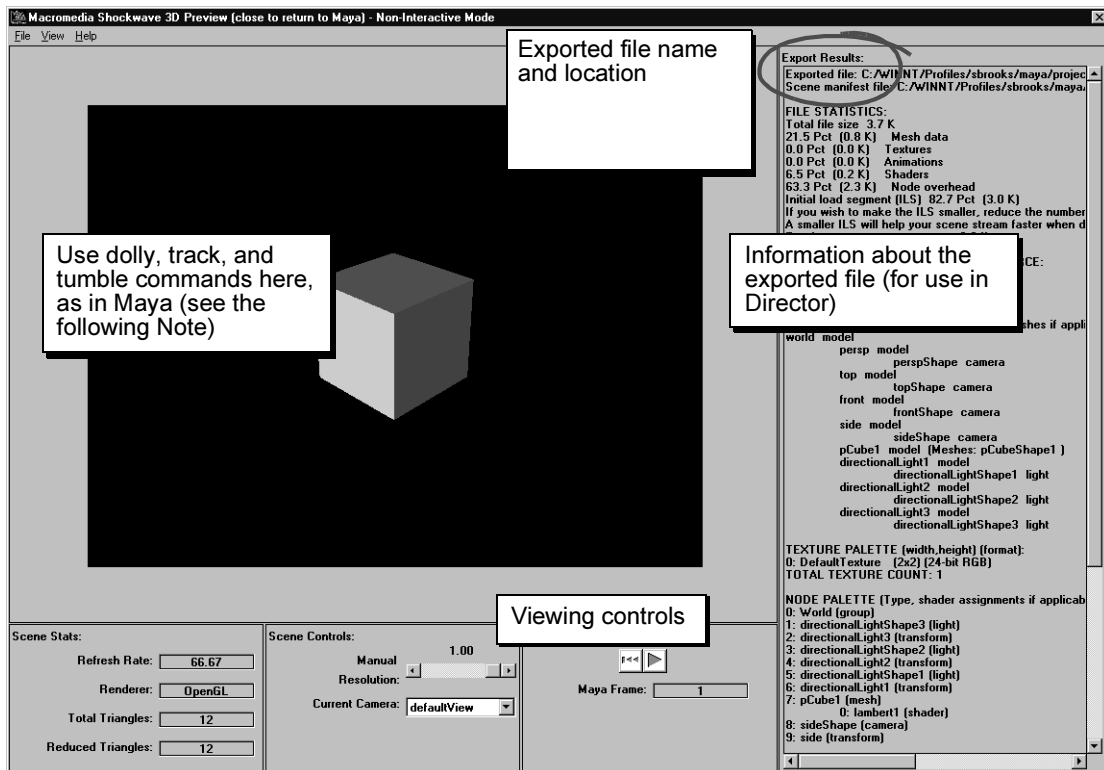 Macromedia Shockwave 3D Preview (close to return to Maya) - Non-Interactive Mode
File View Help
Exported file name
and location
Use dolly, track, and
tumble commands here,
as in Maya (see the
following Note)
Export Results:
Exported file: C:/WINNT/Profiles/sbrooks/maya/projec
Scene manifest file: C:/WINNT/Profiles/sbrooks/maya/
FILE STATISTICS:
Total file size 3.7 K
21.5 Pct (0.8 K) Mesh data
0.0 Pct (0.0 K) Textures
0.0 Pct (0.0 K) Animations
6.5 Pct (0.2 K) Shaders
63.3 Pct (2.3 K) Node overhead
Initial load segment (ILS) 82.7 Pct (3.0 K)
If you wish to make the ILS smaller, reduce the number
A smaller ILS will help your scene stream faster when d
Information about the
exported file (for use in
Director)
RCE:
shes if appli
world model
persp model
perspShape camera
top model
topShape camera
front model
frontShape camera
side model
sideShape camera
pCube1 model (Meshes: pCubeShape1 )
directionalLight1 model
directionalLightShape1 light
directionalLight2 model
directionalLightShape2 light
directionalLight3 model
directionalLightShape3 light
TEXTURE PALETTE (width,height) (format):
0: DefaultTexture (2x2) (24-bit RGB)
TOTAL TEXTURE COUNT: 1
NODE PALETTE (Type, shader assignments if applicab
0: World (group)
1: directionalLightShape3 (light)
2: directionalLight3 (transform)
3: directionalLightShape2 (light)
4: directionalLight2 (transform)
5: directionalLightShape1 (light)
6: directionalLight1 (transform)
7: pCube1 (mesh)
0: lambert1 (shader)
8: sideShape (camera)
9: side (transform)
Viewing controls
Scene Stats:
Refresh Rate: 66.67
Renderer: OpenGL
Total Triangles: 12
Reduced Triangles: 12
Scene Controls:
1.00
Manual
Resolution:
Current Camera: defaultView
Maya Frame: 1